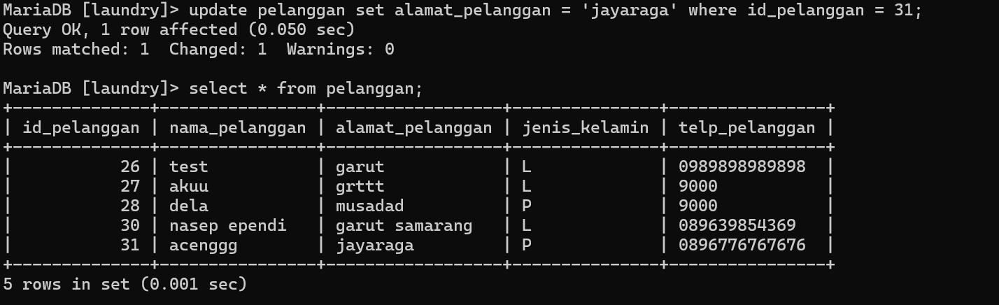 MariaDB [laundry]> update pelanggan set alamat_pelanggan = 'jayaraga' where id_pelanggan = 31;
Query OK, 1 row affected (0.050 sec)
Rows matched: 1  Changed: 1  Warnings: 0

MariaDB [laundry]> select * from pelanggan;
+--------------+----------------+------------------+---------------+----------------+
| id_pelanggan | nama_pelanggan | alamat_pelanggan | jenis_kelamin | telp_pelanggan |
+--------------+----------------+------------------+---------------+----------------+
|           26 | test           | garut            | L             | 0989898989898  |
|           27 | akuu           | grttt            | L             | 9000           |
|           28 | dela           | musadad          | P             | 9000           |
|           30 | nasep ependi   | garut samarang   | L             | 089639854369   |
|           31 | acenggg        | jayaraga         | P             | 0896776767676  |
+--------------+----------------+------------------+---------------+----------------+
5 rows in set (0.001 sec)